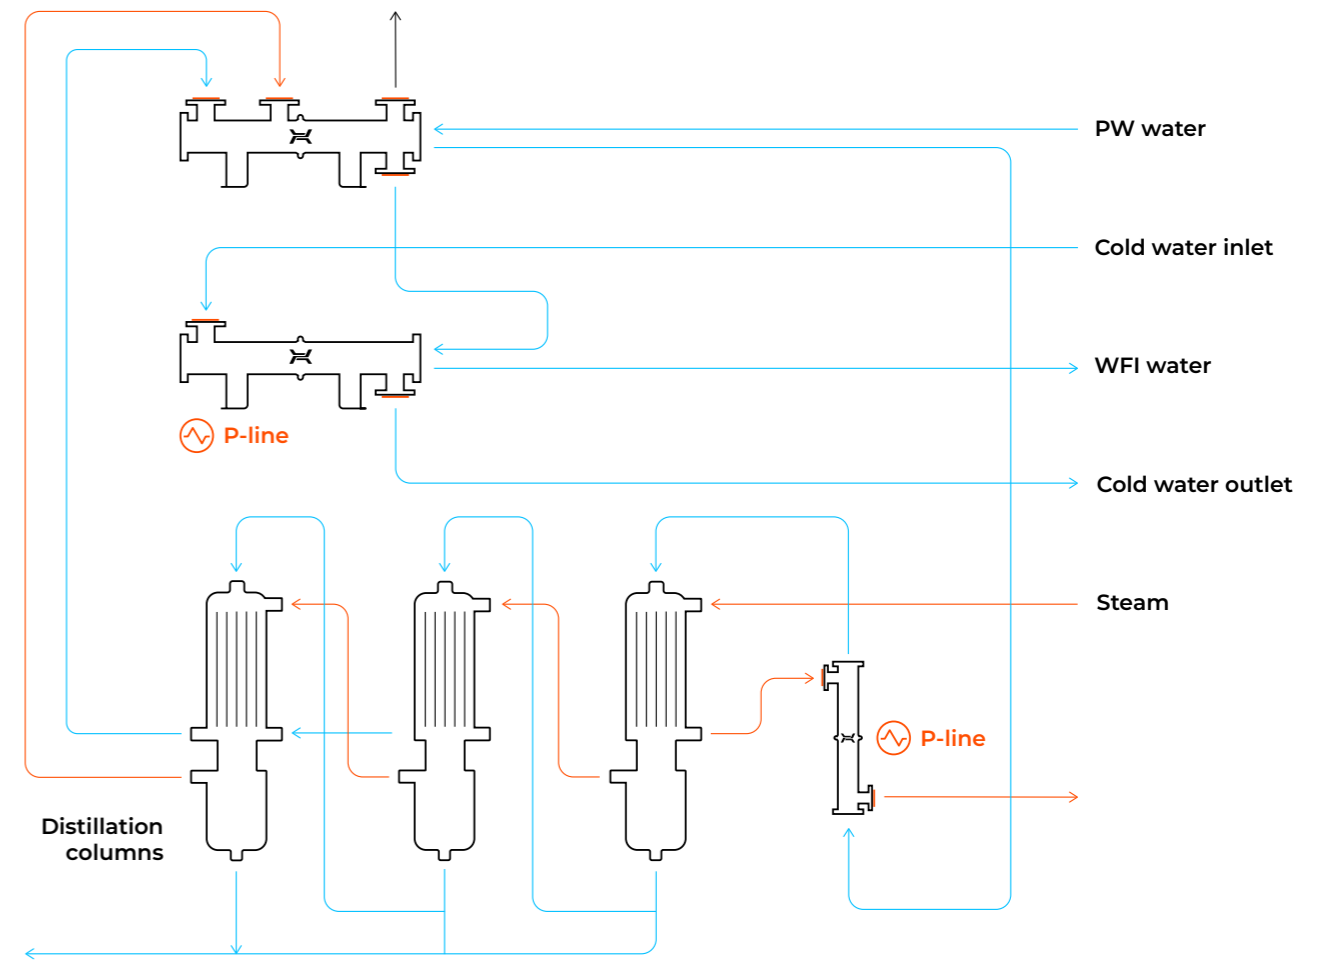 PW water
Cold water inlet
WFI water
P-line
Cold water outlet
Steam
P-line
Distillation
columns